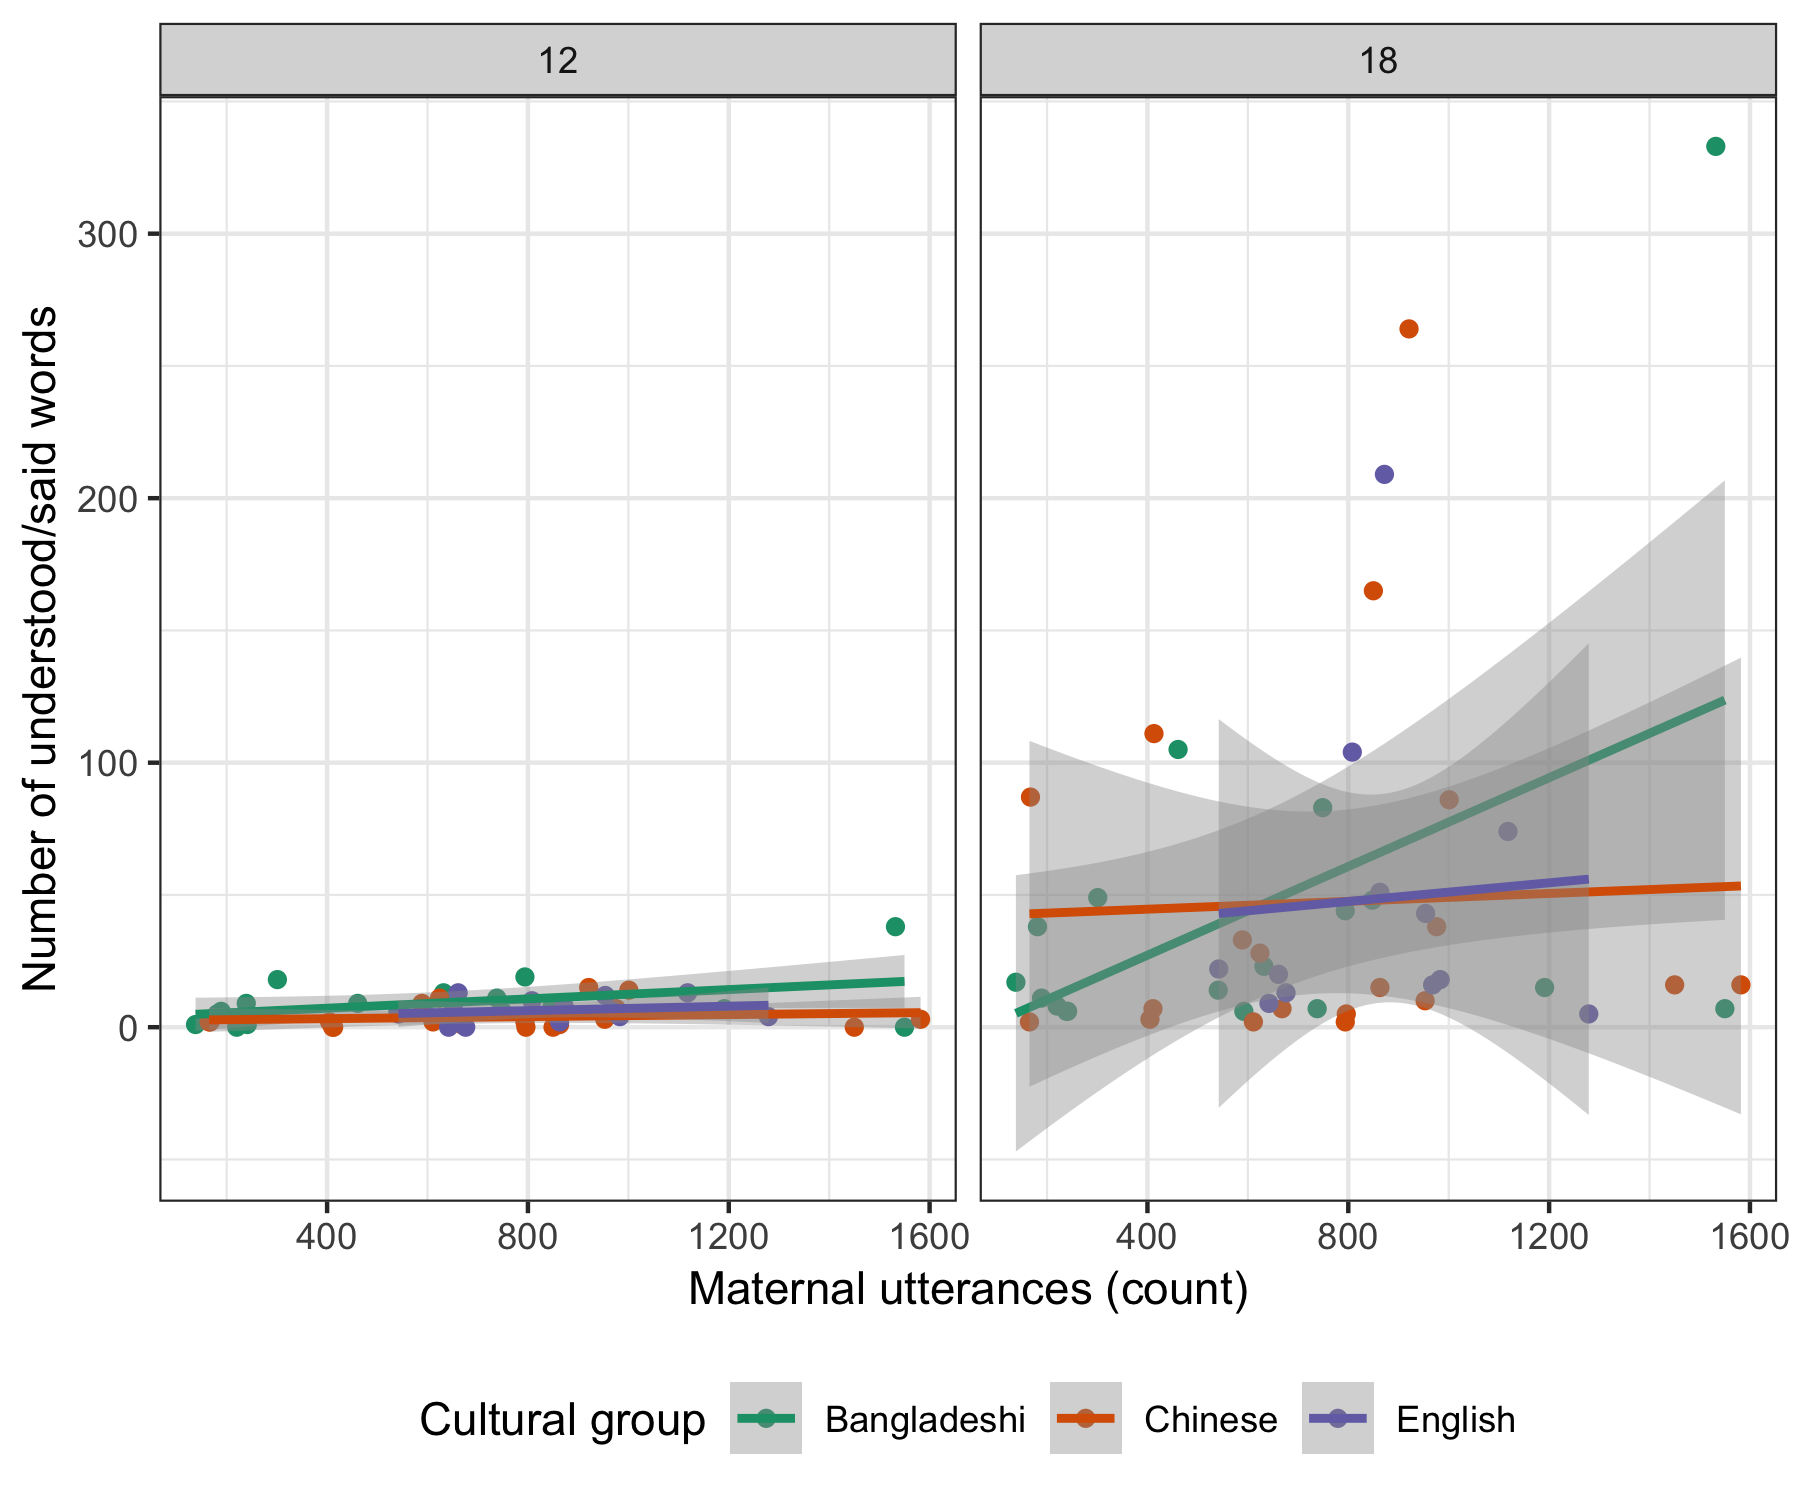 12 18
Number of understood/said words
300
200
100
0
400 800 1200 1600 400 800 1200 1600
Maternal utterances (count)
Cultural group Bangladeshi Chinese English